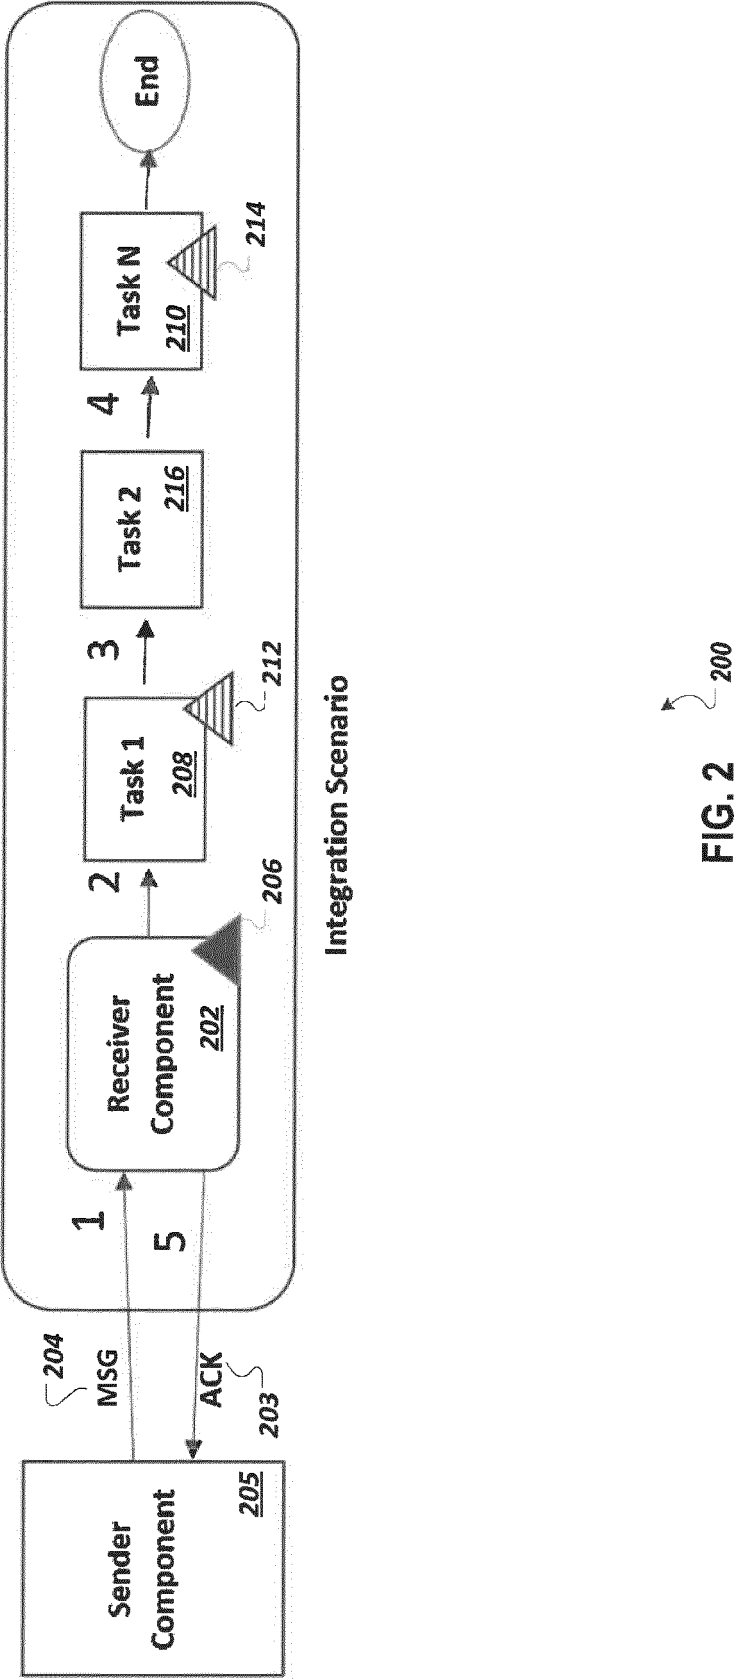 204
MSG
1
5
ACK
203
Sender
Component
205
Receiver
Component
202
206
2
Task 1
208
212
3
Task 2
216
4
Task N
210
214
End
Integration Scenario
200
FIG. 2